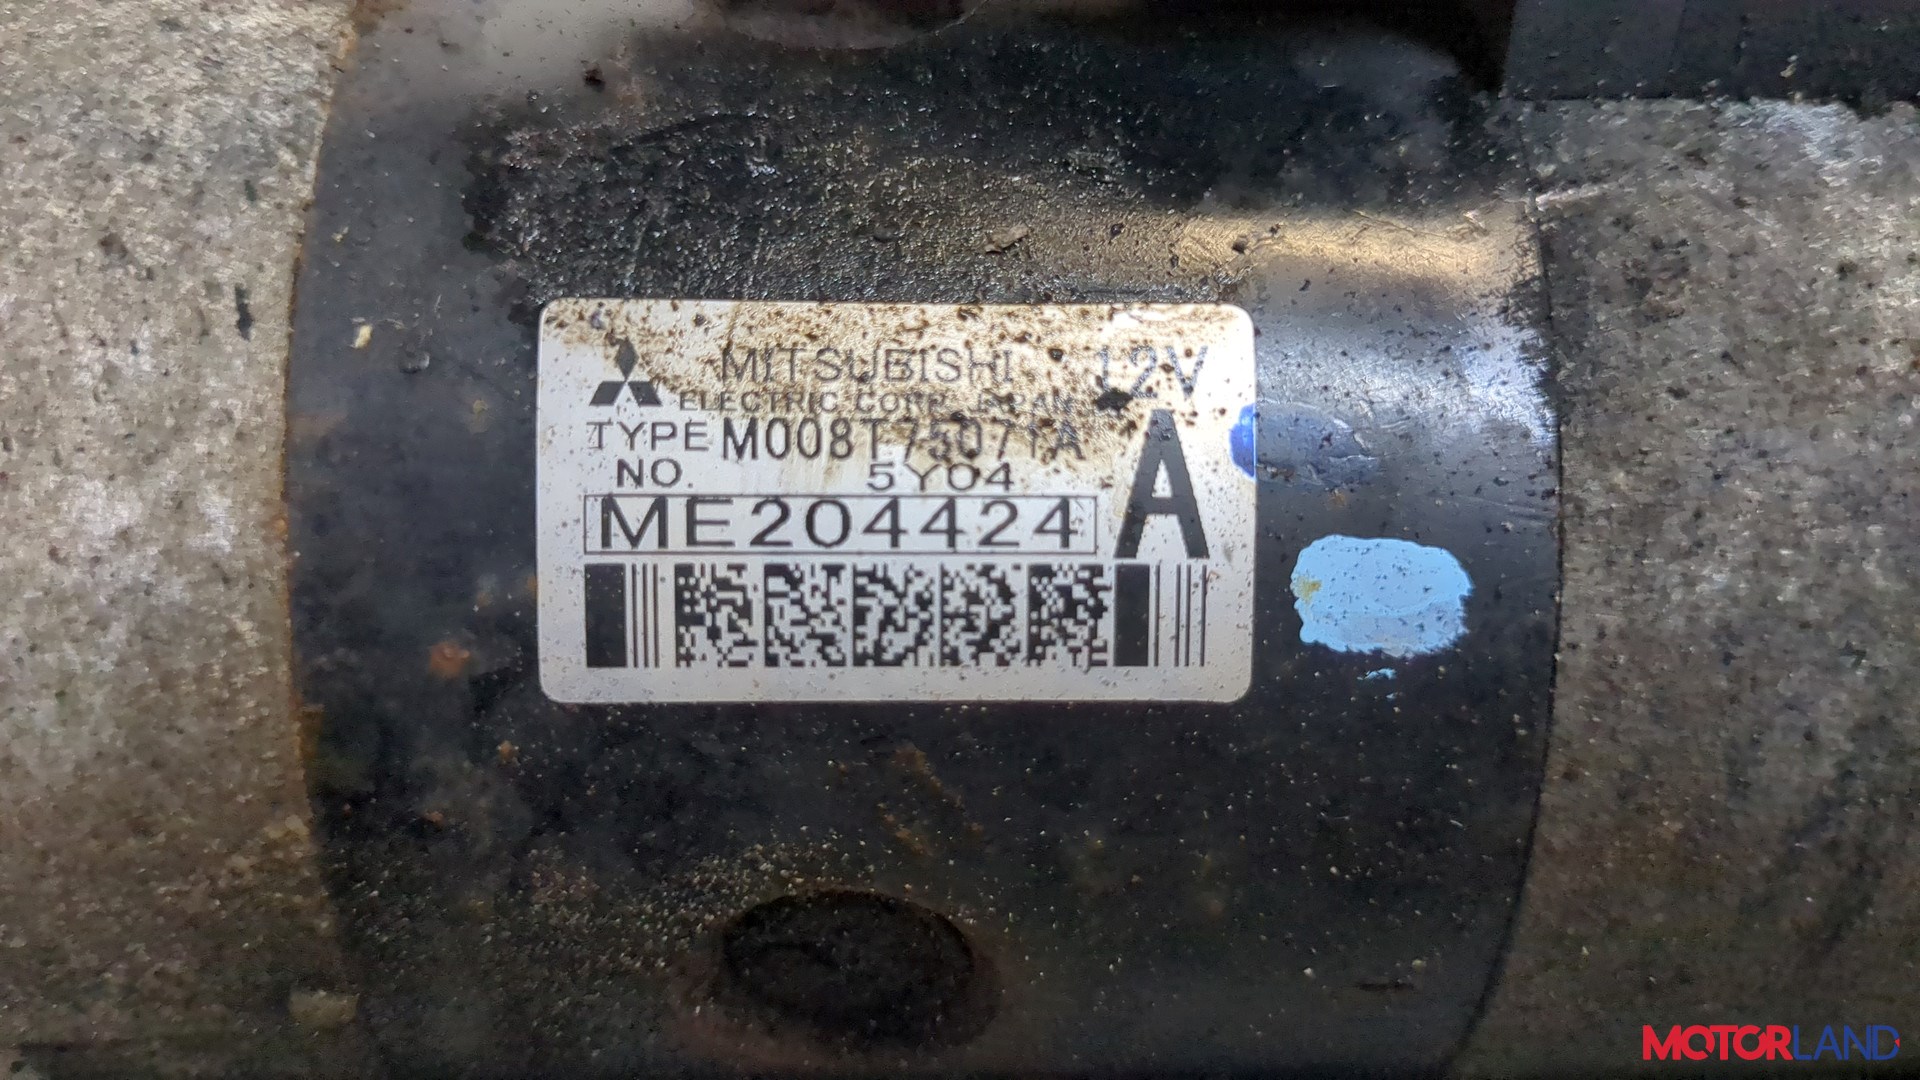 MITSUBISHI 12V
ELECTRIC CORP. JAPAN
TYPE M008T75071A
NO. 5Y04
ME204424 A
MOTORLAND